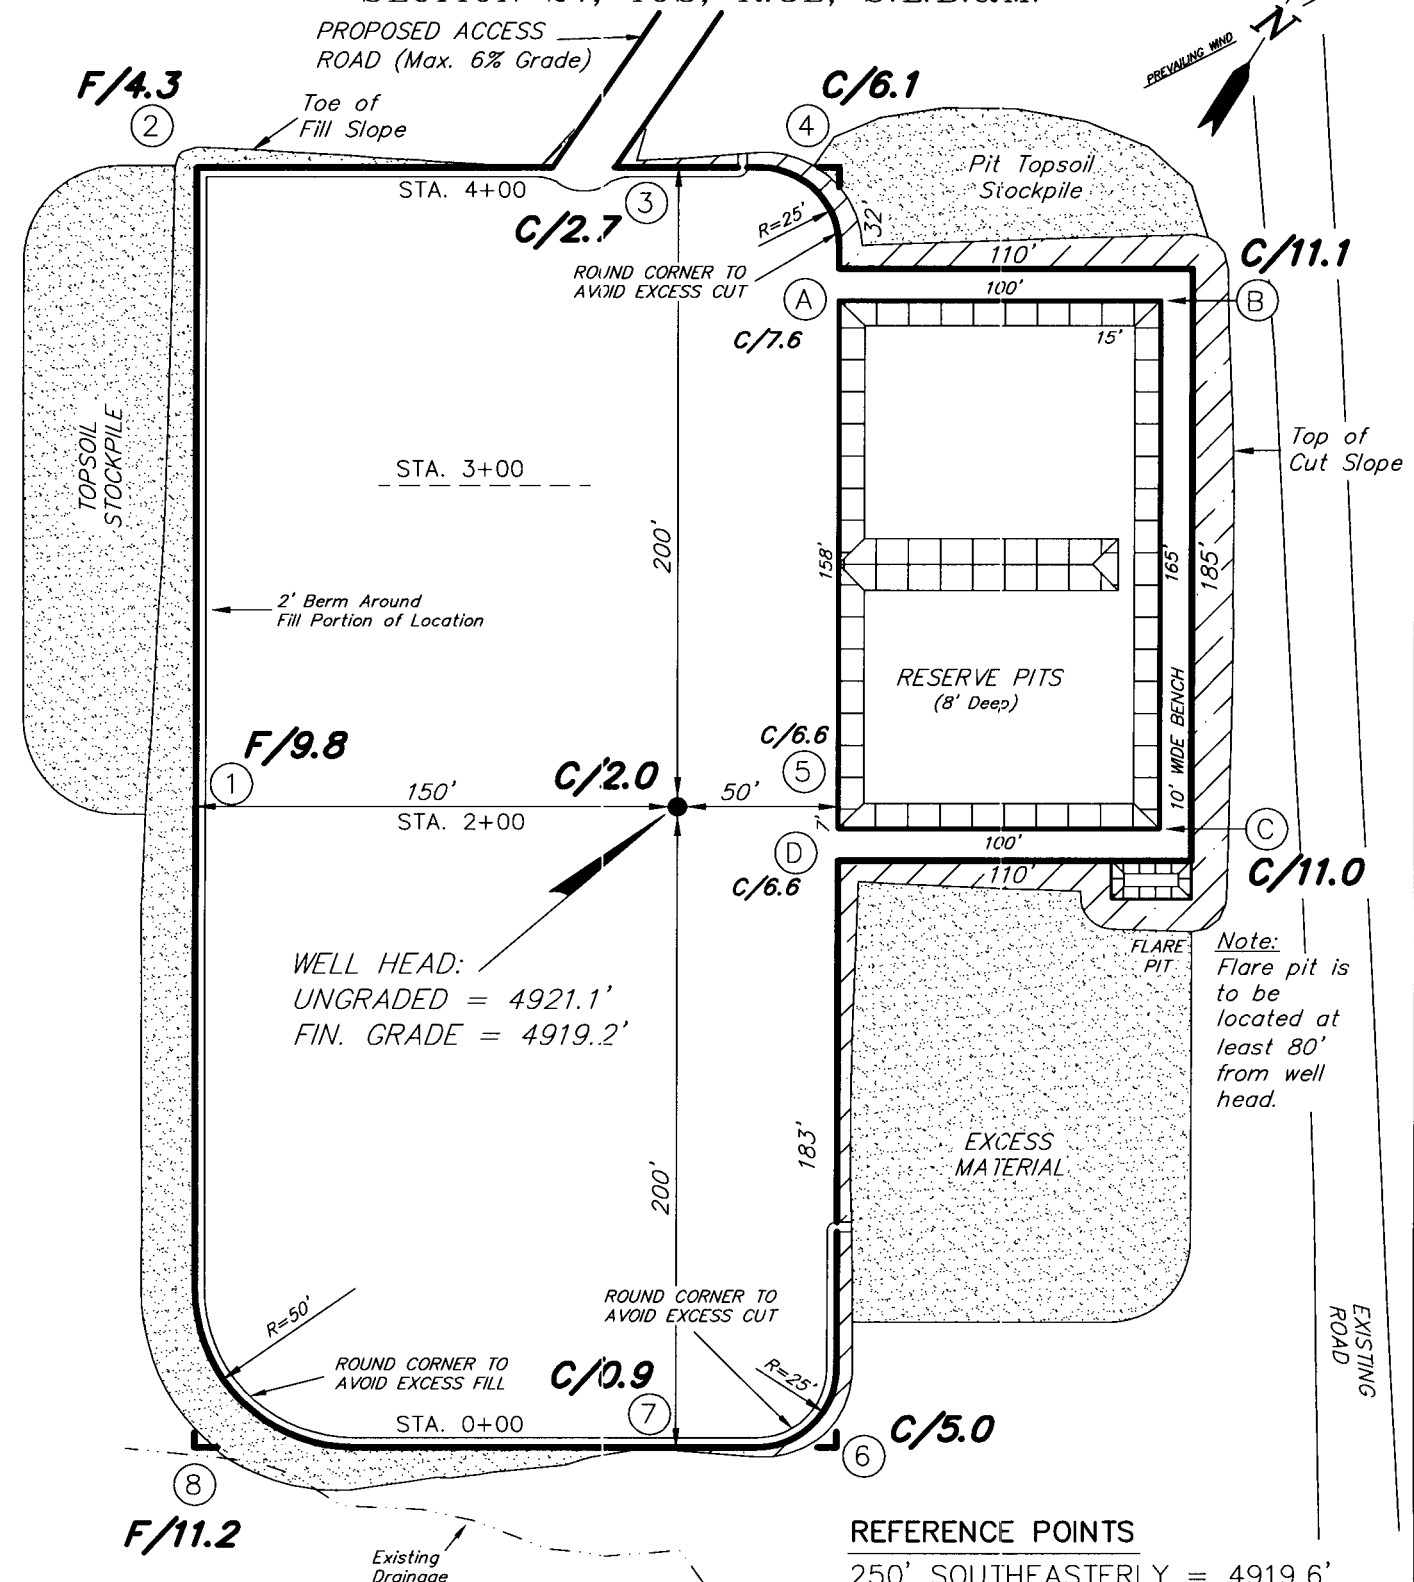 PROPOSED ACCESS
ROAD (Max. 6% Grade)
PREVAILING WIND
N
F/4.3
2
Toe of
Fill Slope
C/6.1
4
Pit Topsoil
Stockpile
STA. 4+00
3
C/2.7
R=25'
32'
ROUND CORNER TO
AVOID EXCESS CUT
110'
C/11.1
100'
A
B
C/7.6
15'
TOPSOIL
STOCKPILE
STA. 3+00
Top of
Cut Slope
200'
158'
165'
185'
2' Berm Around
Fill Portion of Location
RESERVE PITS
(8' Deep)
10' WIDE BENCH
F/9.8
C/6.6
1
C/2.0
5
150'
50'
STA. 2+00
7'
100'
C
D
C/6.6
110'
C/11.0
WELL HEAD:
UNGRADED = 4921.1'
FIN. GRADE = 4919.2'
FLARE
PIT
Note:
Flare pit is
to be
located at
least 80'
from well
head.
183'
200'
EXCESS
MATERIAL
R=50'
ROUND CORNER TO
AVOID EXCESS CUT
EXISTING
ROAD
ROUND CORNER TO
AVOID EXCESS FILL
C/0.9
R=25'
STA. 0+00
7
C/5.0
6
8
F/11.2
Existing
Drainage
REFERENCE POINTS
250' SOUTHEASTERLY = 4919.6'